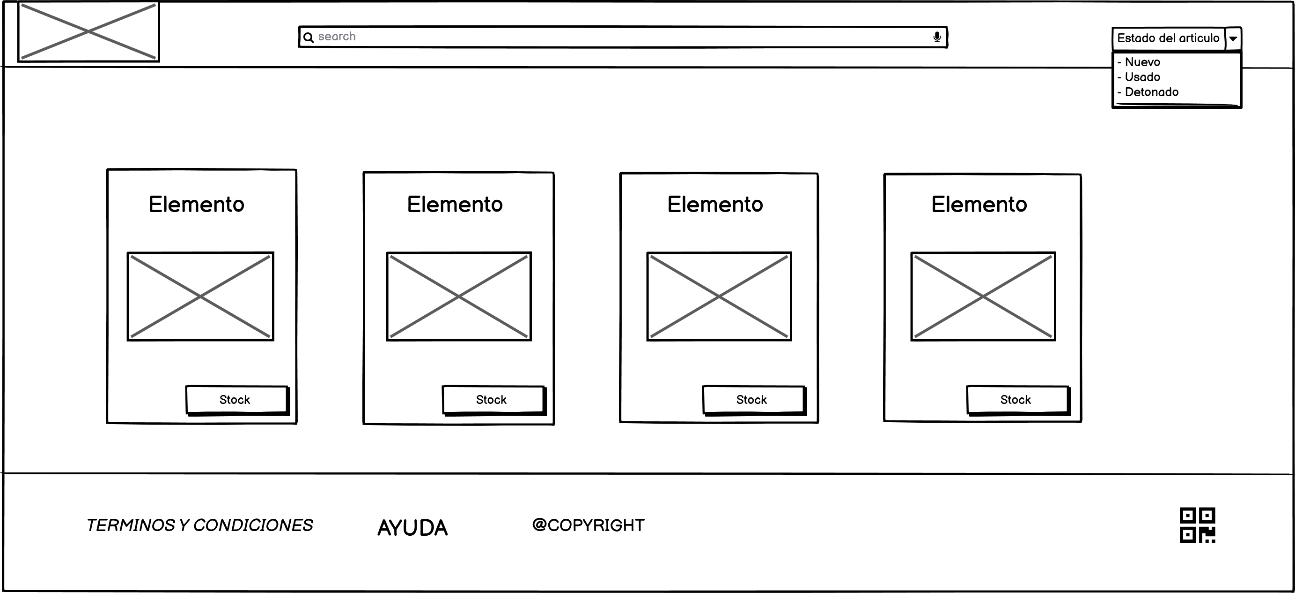 search
Estado del articulo
- Nuevo
- Usado
- Detonado
Elemento
Elemento
Elemento
Elemento
Stock
Stock
Stock
Stock
TERMINOS Y CONDICIONES
AYUDA
@COPYRIGHT